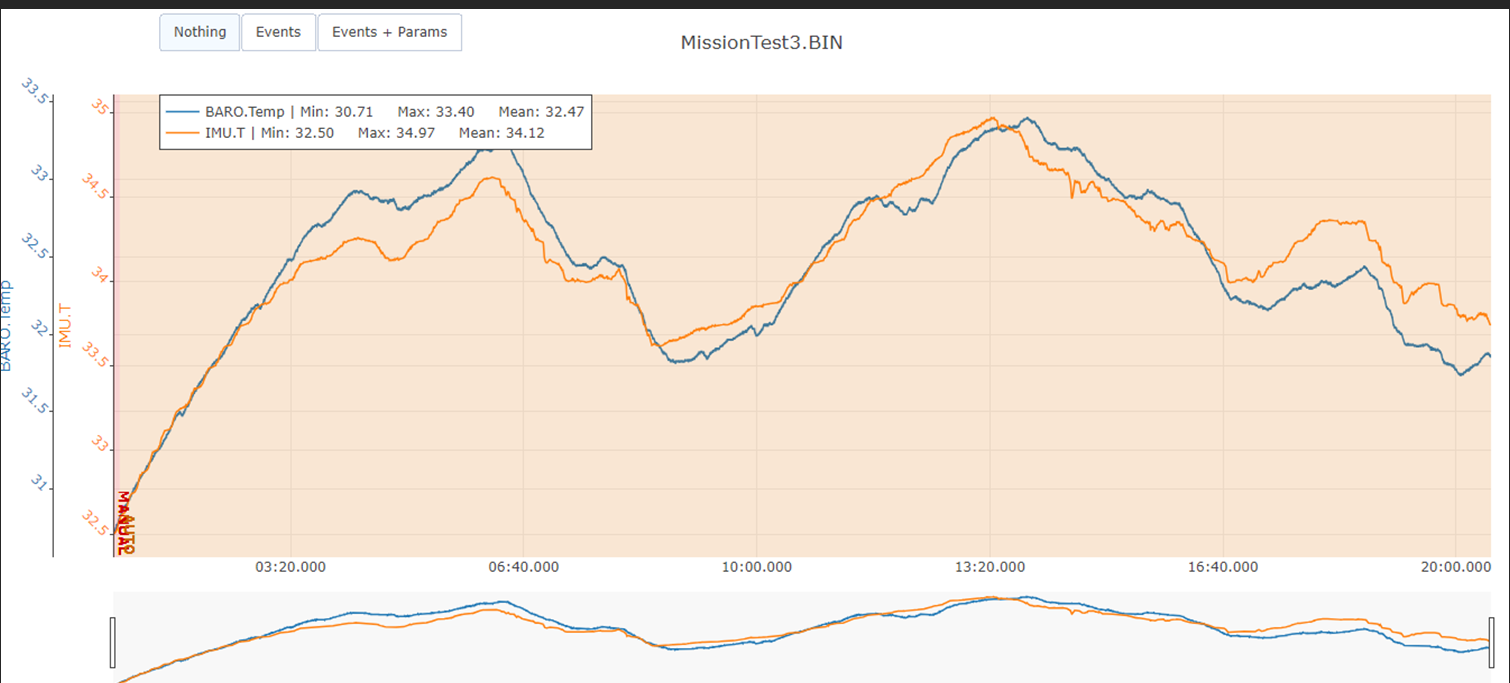 Nothing Events Events + Params
MissionTest3.BIN
BARO.Temp | Min: 30.71 Max: 33.40 Mean: 32.47
IMU.T | Min: 32.50 Max: 34.97 Mean: 34.12
33.5
33
32.5
32
31.5
31
BARO.Temp
35
34.5
34
33.5
33
32.5
IMU.T
MANUAL
AUTO
03:20.000 06:40.000 10:00.000 13:20.000 16:40.000 20:00.000